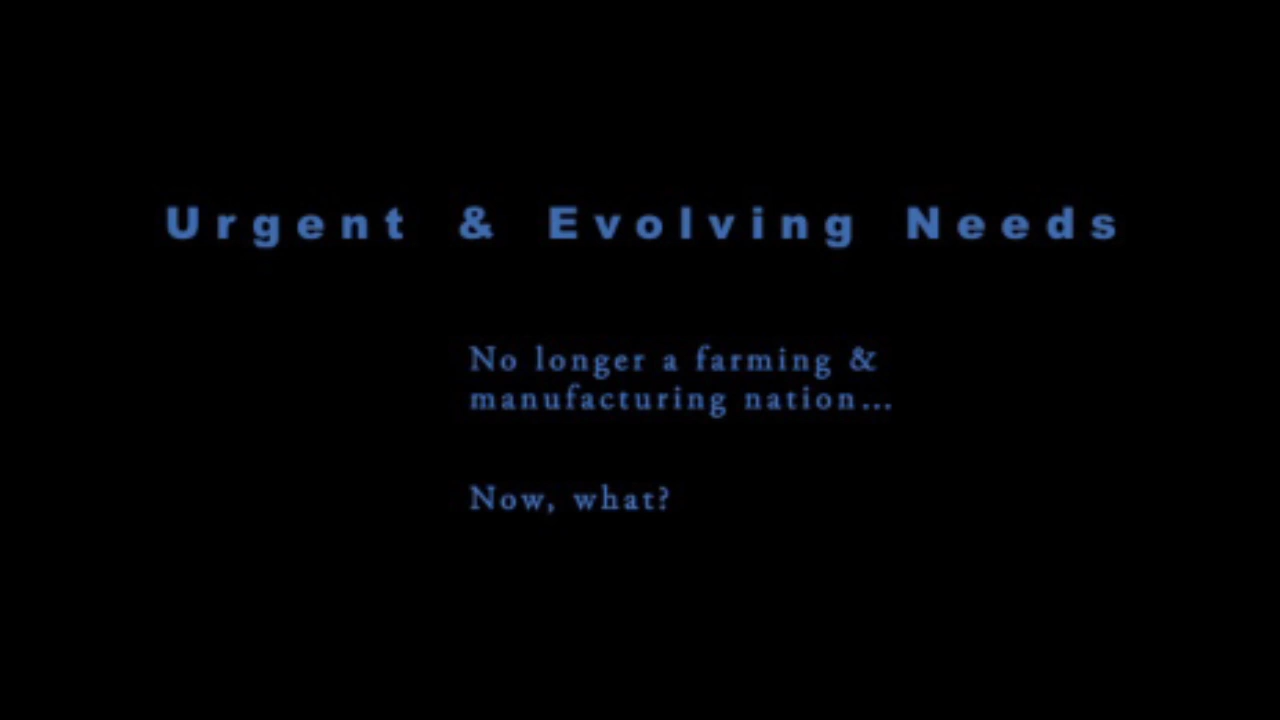 Urgent & Evolving Needs
No longer a farming &
manufacturing nation...
Now, what?